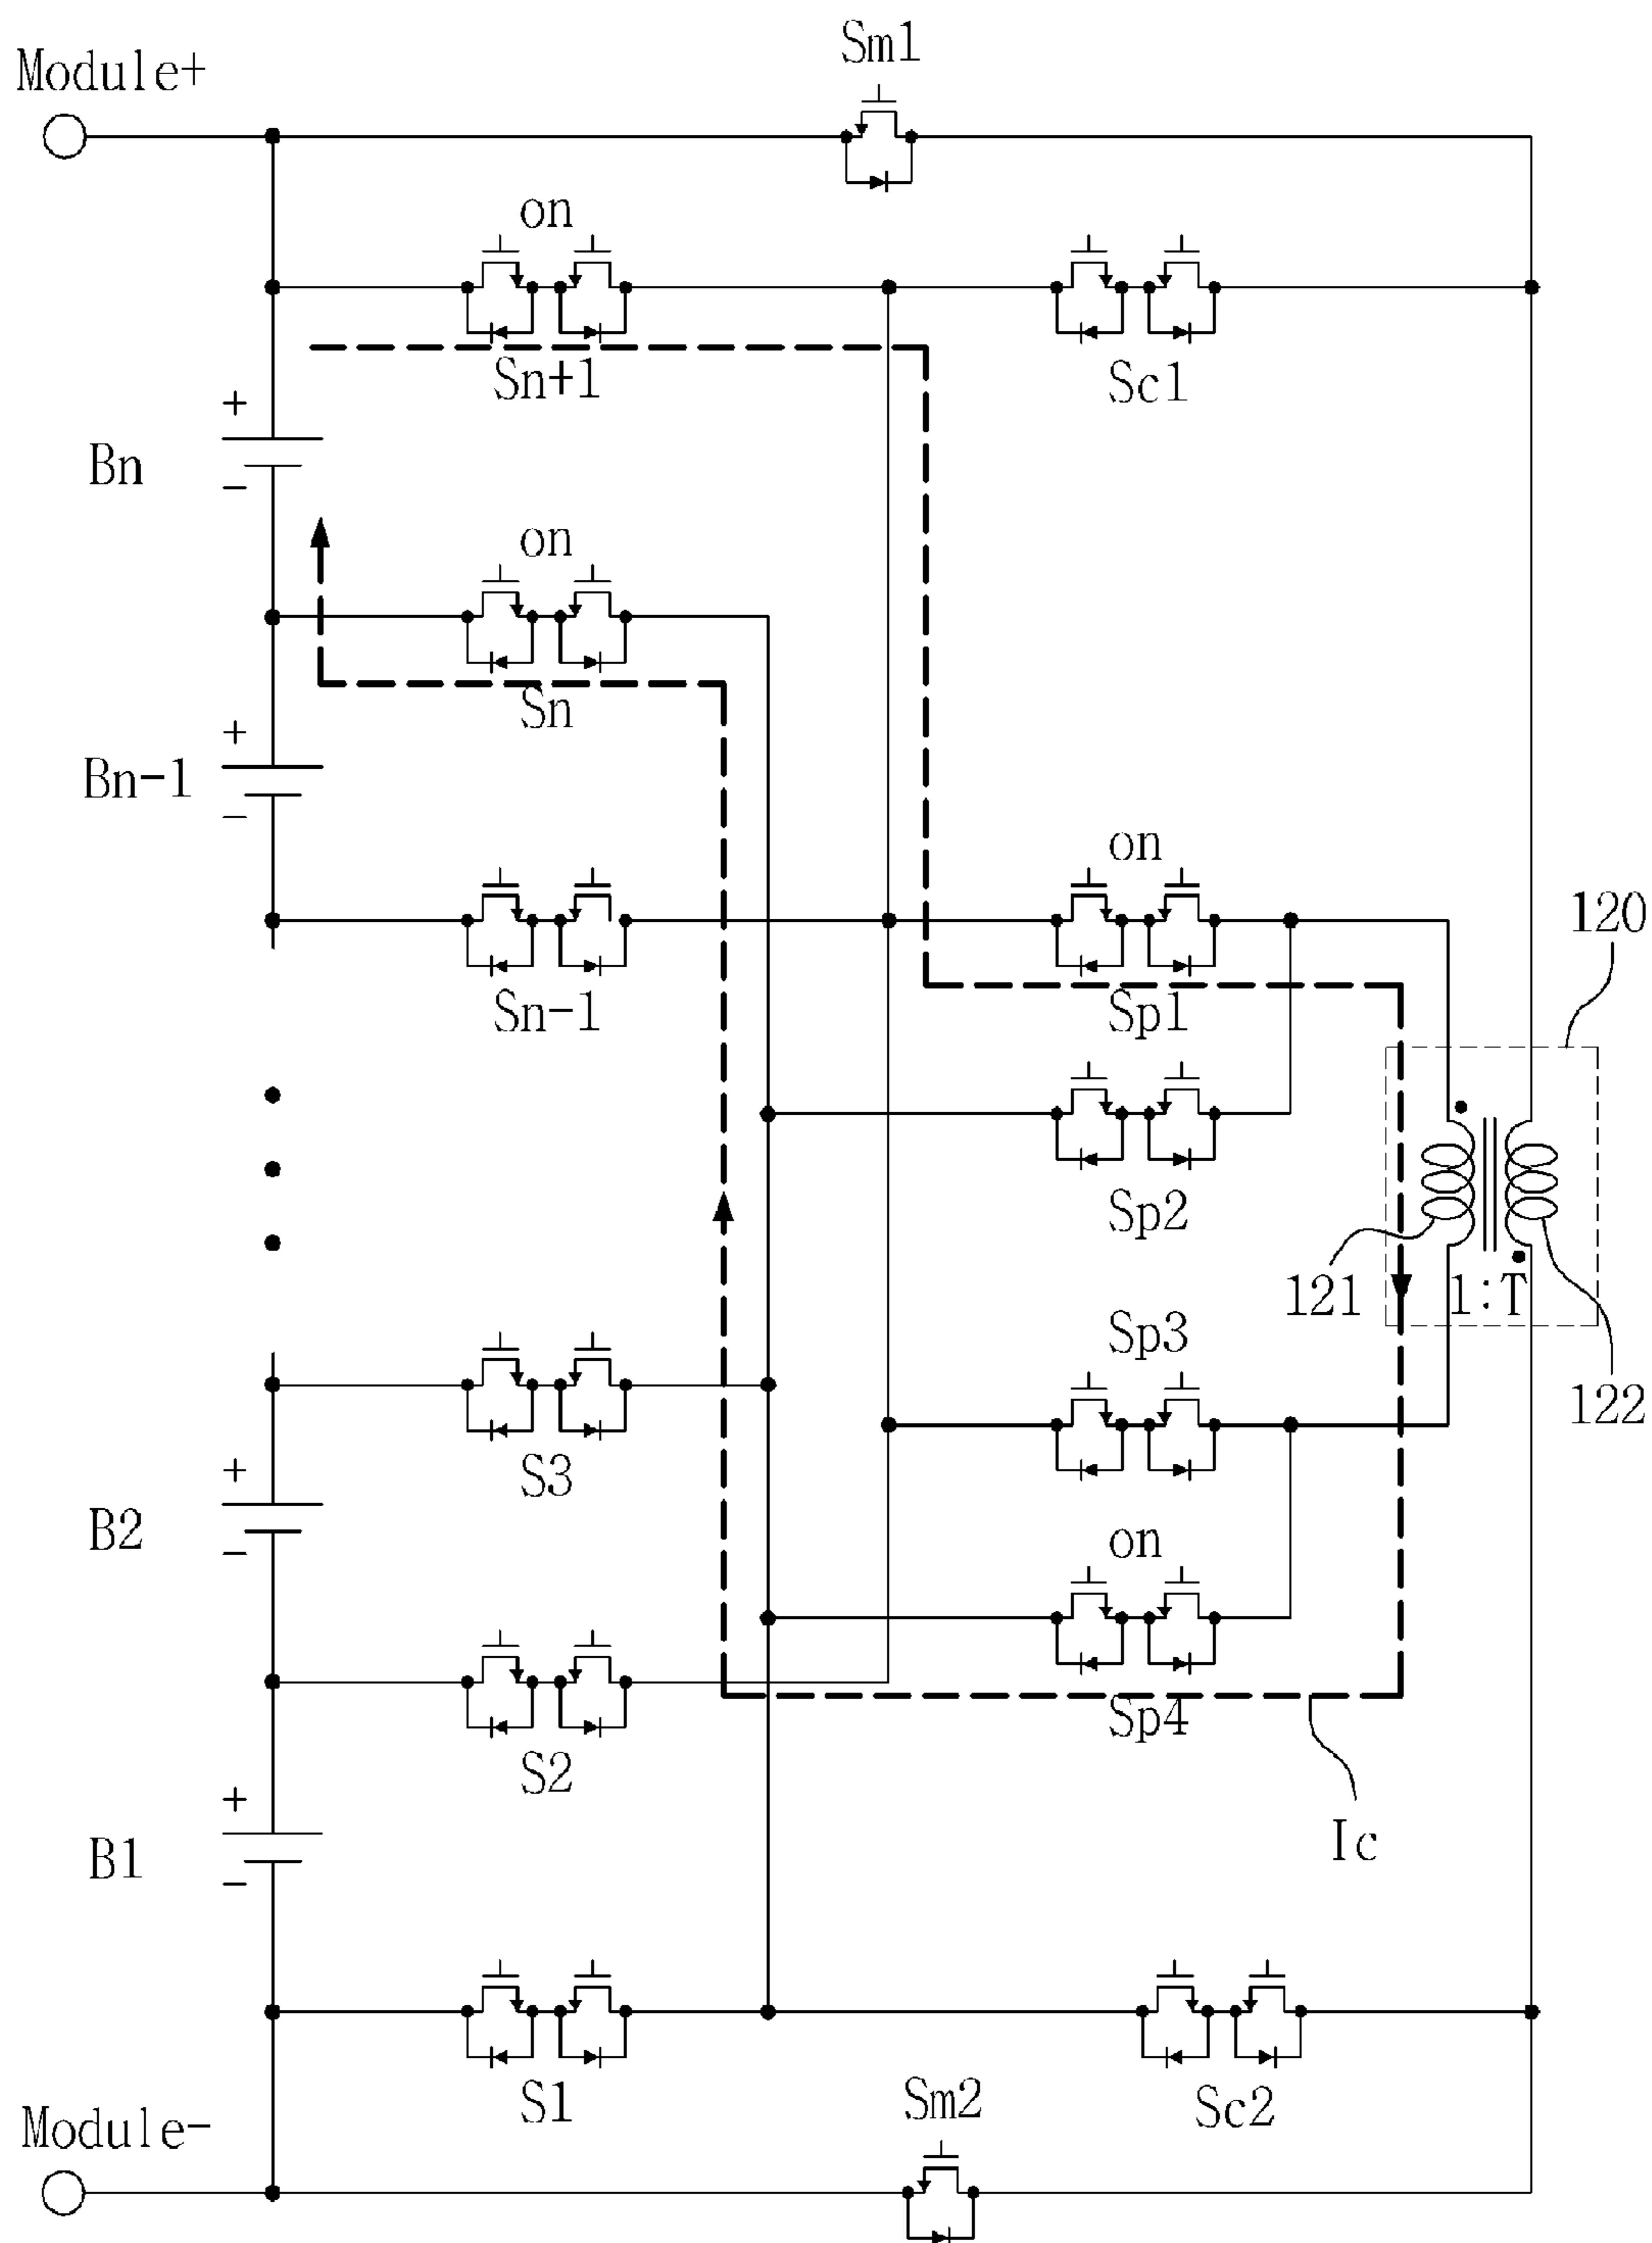 Sm1
Module+
on
Sn+1
Sc1
+
Bn
-
on
Sn
+
Bn-1
-
on
120
Sn-1
Sp1
Sp2
121
1:T
Sp3
122
+
S3
B2
-
on
Sp4
S2
+
Ic
B1
-
S1
Sm2
Sc2
Module-